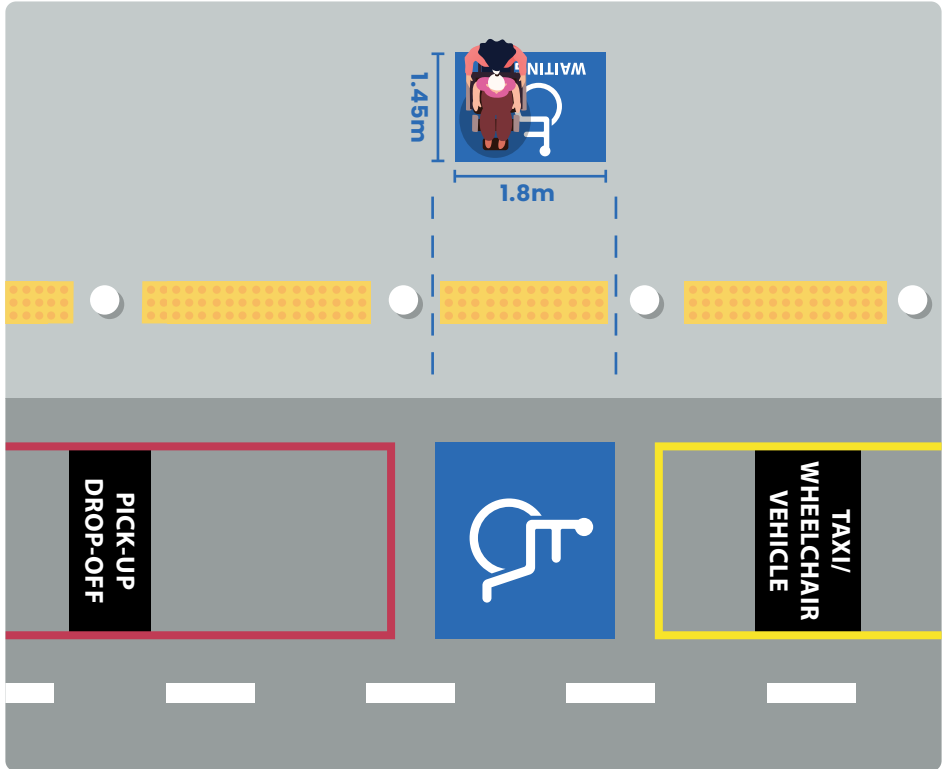 WAITING
1.45m
1.8m
PICK-UP
DROP-OFF
TAXI/
WHEELCHAIR
VEHICLE